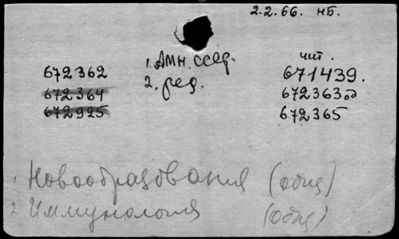 2.2.66. нб.
1. АМН. ссср.
2. ред.
672362
672364
672925
чит.
671439.
672363об
672365
1. Новообразования (общ)
2. Иммунология (общ)